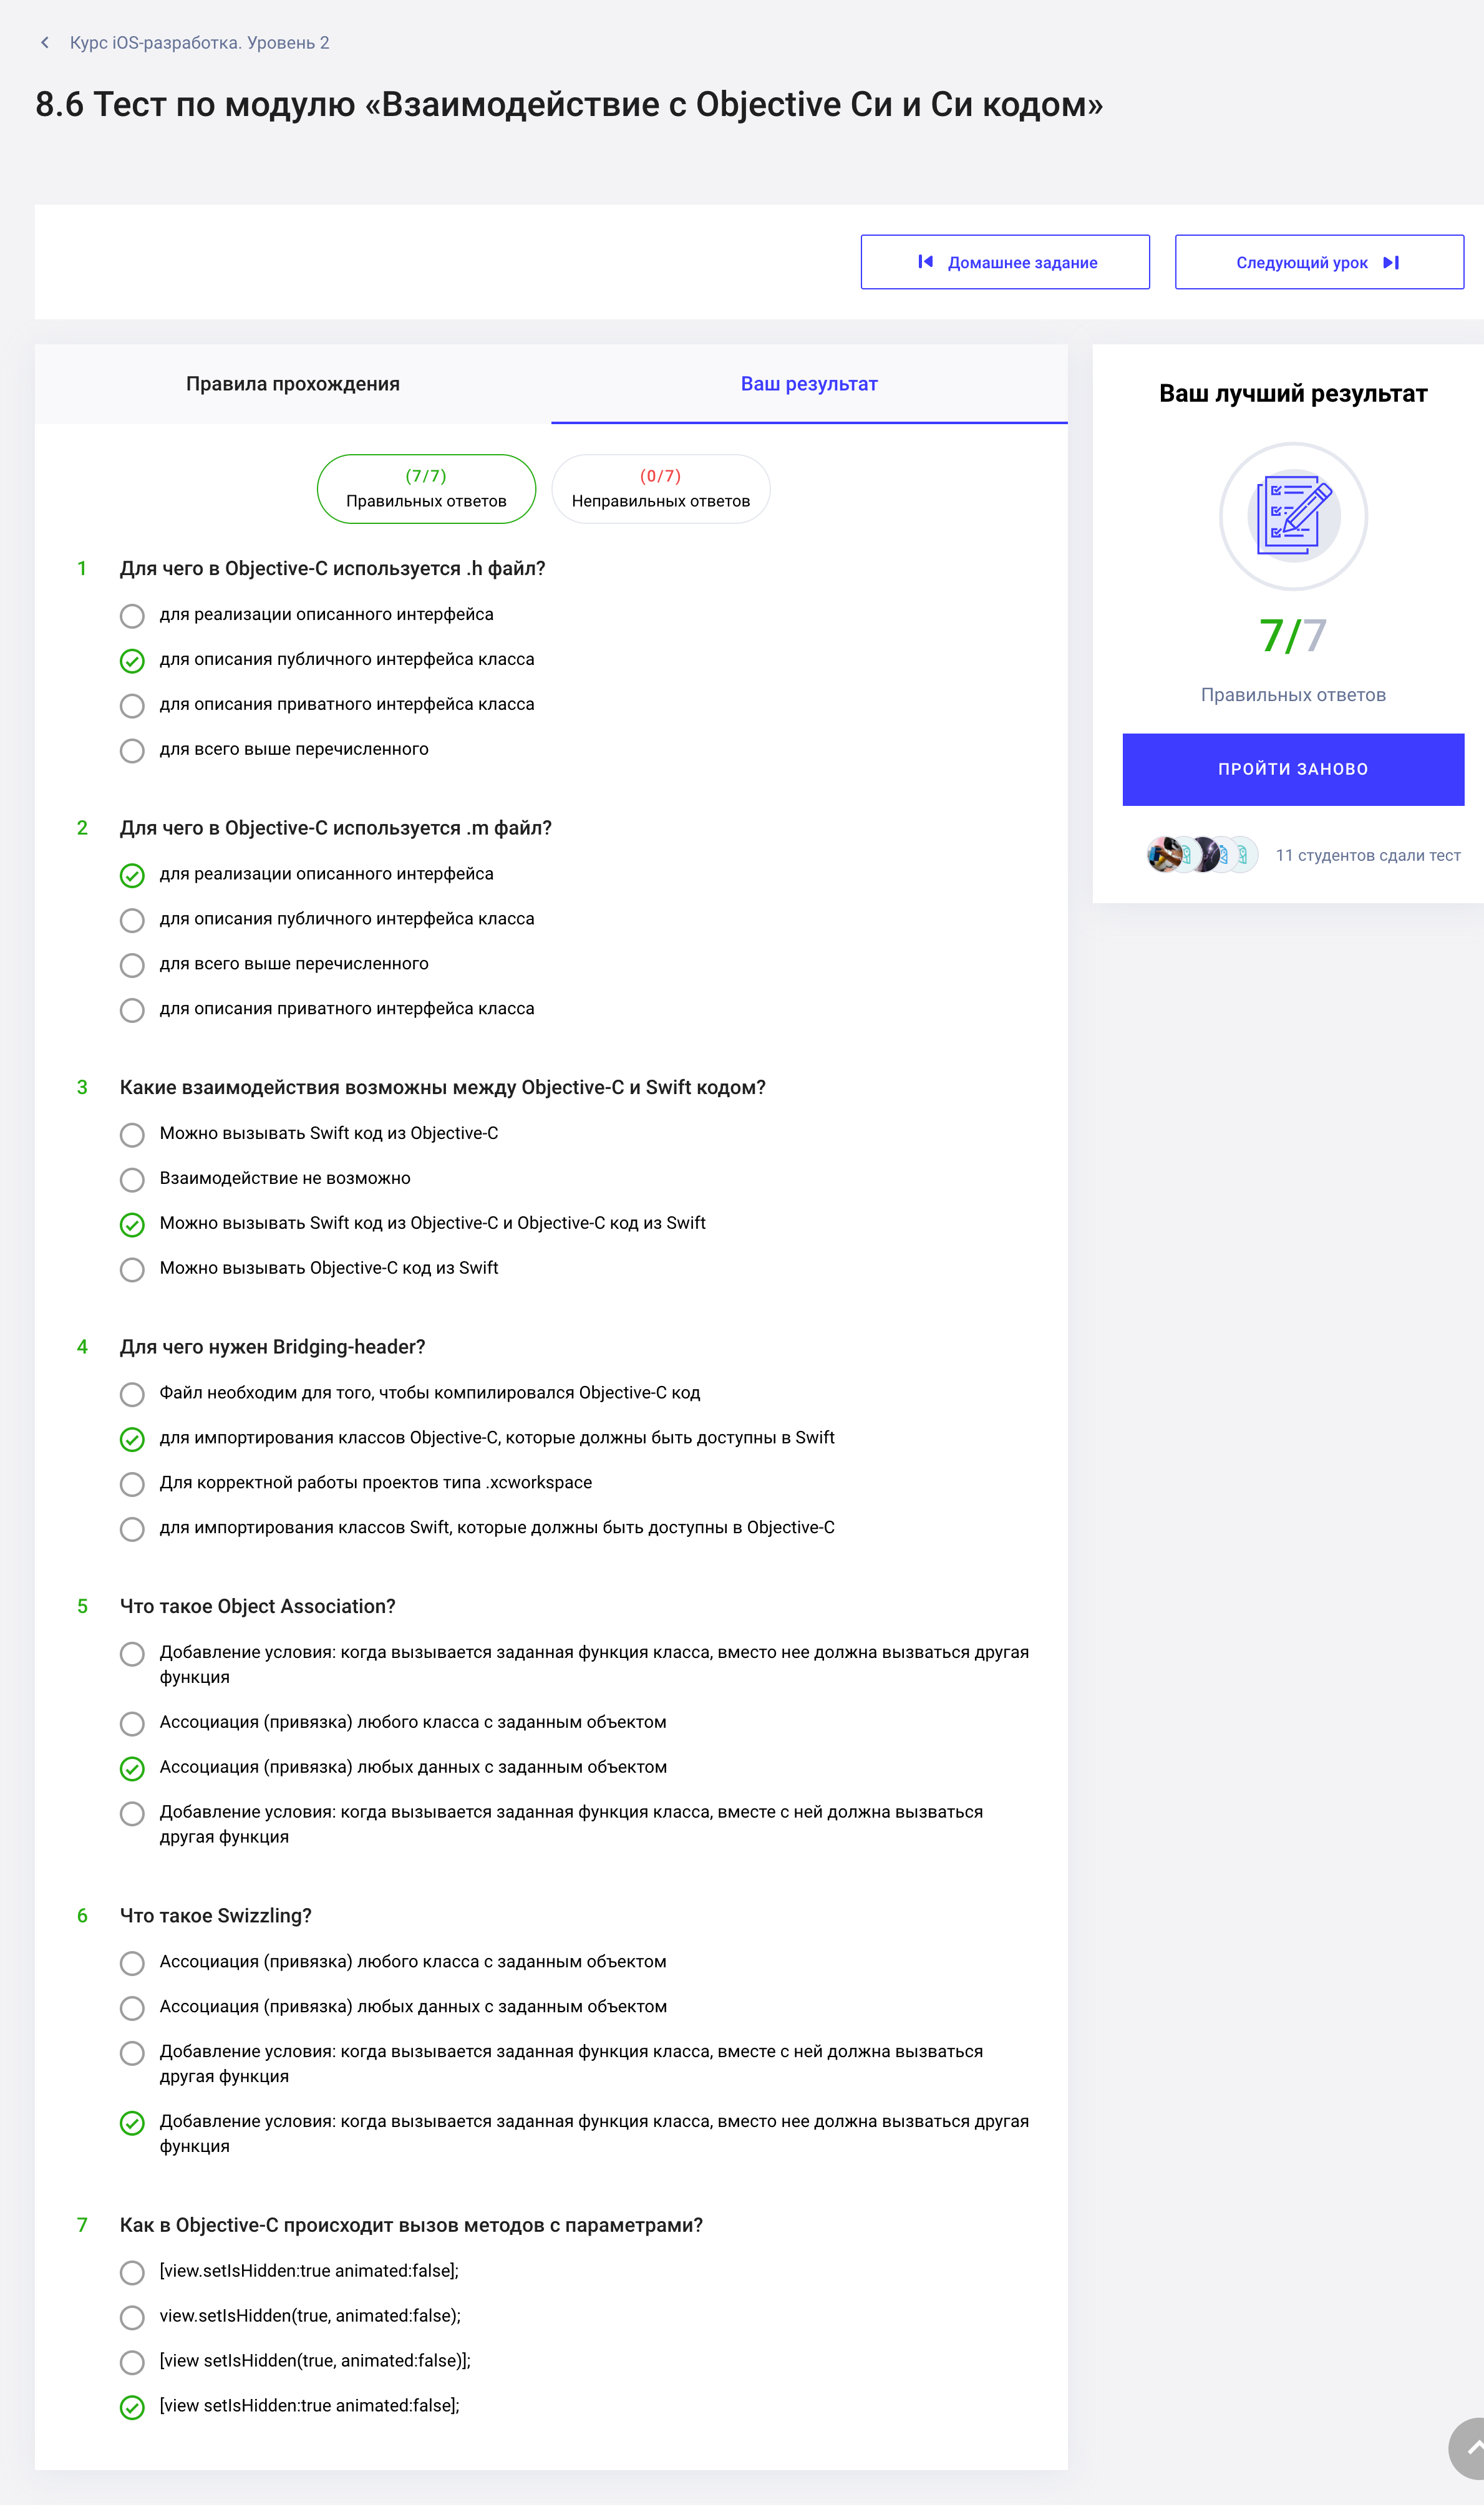 Курс iOS-разработка. Уровень 2
8.6 Тест по модулю «Взаимодействие с Objective Си и Си кодом»
Домашнее задание
Следующий урок
Правила прохождения
Ваш результат
(7/7)
Правильных ответов
(0/7)
Неправильных ответов
1 Для чего в Objective-C используется .h файл?
для реализации описанного интерфейса
для описания публичного интерфейса класса
для описания приватного интерфейса класса
для всего выше перечисленного
2 Для чего в Objective-C используется .m файл?
для реализации описанного интерфейса
для описания публичного интерфейса класса
для всего выше перечисленного
для описания приватного интерфейса класса
3 Какие взаимодействия возможны между Objective-C и Swift кодом?
Можно вызывать Swift код из Objective-C
Взаимодействие не возможно
Можно вызывать Swift код из Objective-C и Objective-C код из Swift
Можно вызывать Objective-C код из Swift
4 Для чего нужен Bridging-header?
Файл необходим для того, чтобы компилировался Objective-C код
для импортирования классов Objective-C, которые должны быть доступны в Swift
Для корректной работы проектов типа .xcworkspace
для импортирования классов Swift, которые должны быть доступны в Objective-C
5 Что такое Object Association?
Добавление условия: когда вызывается заданная функция класса, вместо нее должна вызваться другая
функция
Ассоциация (привязка) любого класса с заданным объектом
Ассоциация (привязка) любых данных с заданным объектом
Добавление условия: когда вызывается заданная функция класса, вместе с ней должна вызваться
другая функция
6 Что такое Swizzling?
Ассоциация (привязка) любого класса с заданным объектом
Ассоциация (привязка) любых данных с заданным объектом
Добавление условия: когда вызывается заданная функция класса, вместе с ней должна вызваться
другая функция
Добавление условия: когда вызывается заданная функция класса, вместо нее должна вызваться другая
функция
7 Как в Objective-C происходит вызов методов с параметрами?
[view.setIsHidden:true animated:false];
view.setIsHidden(true, animated:false);
[view setIsHidden(true, animated:false)];
[view setIsHidden:true animated:false];
Ваш лучший результат
7/7
Правильных ответов
ПРОЙТИ ЗАНОВО
11 студентов сдали тест